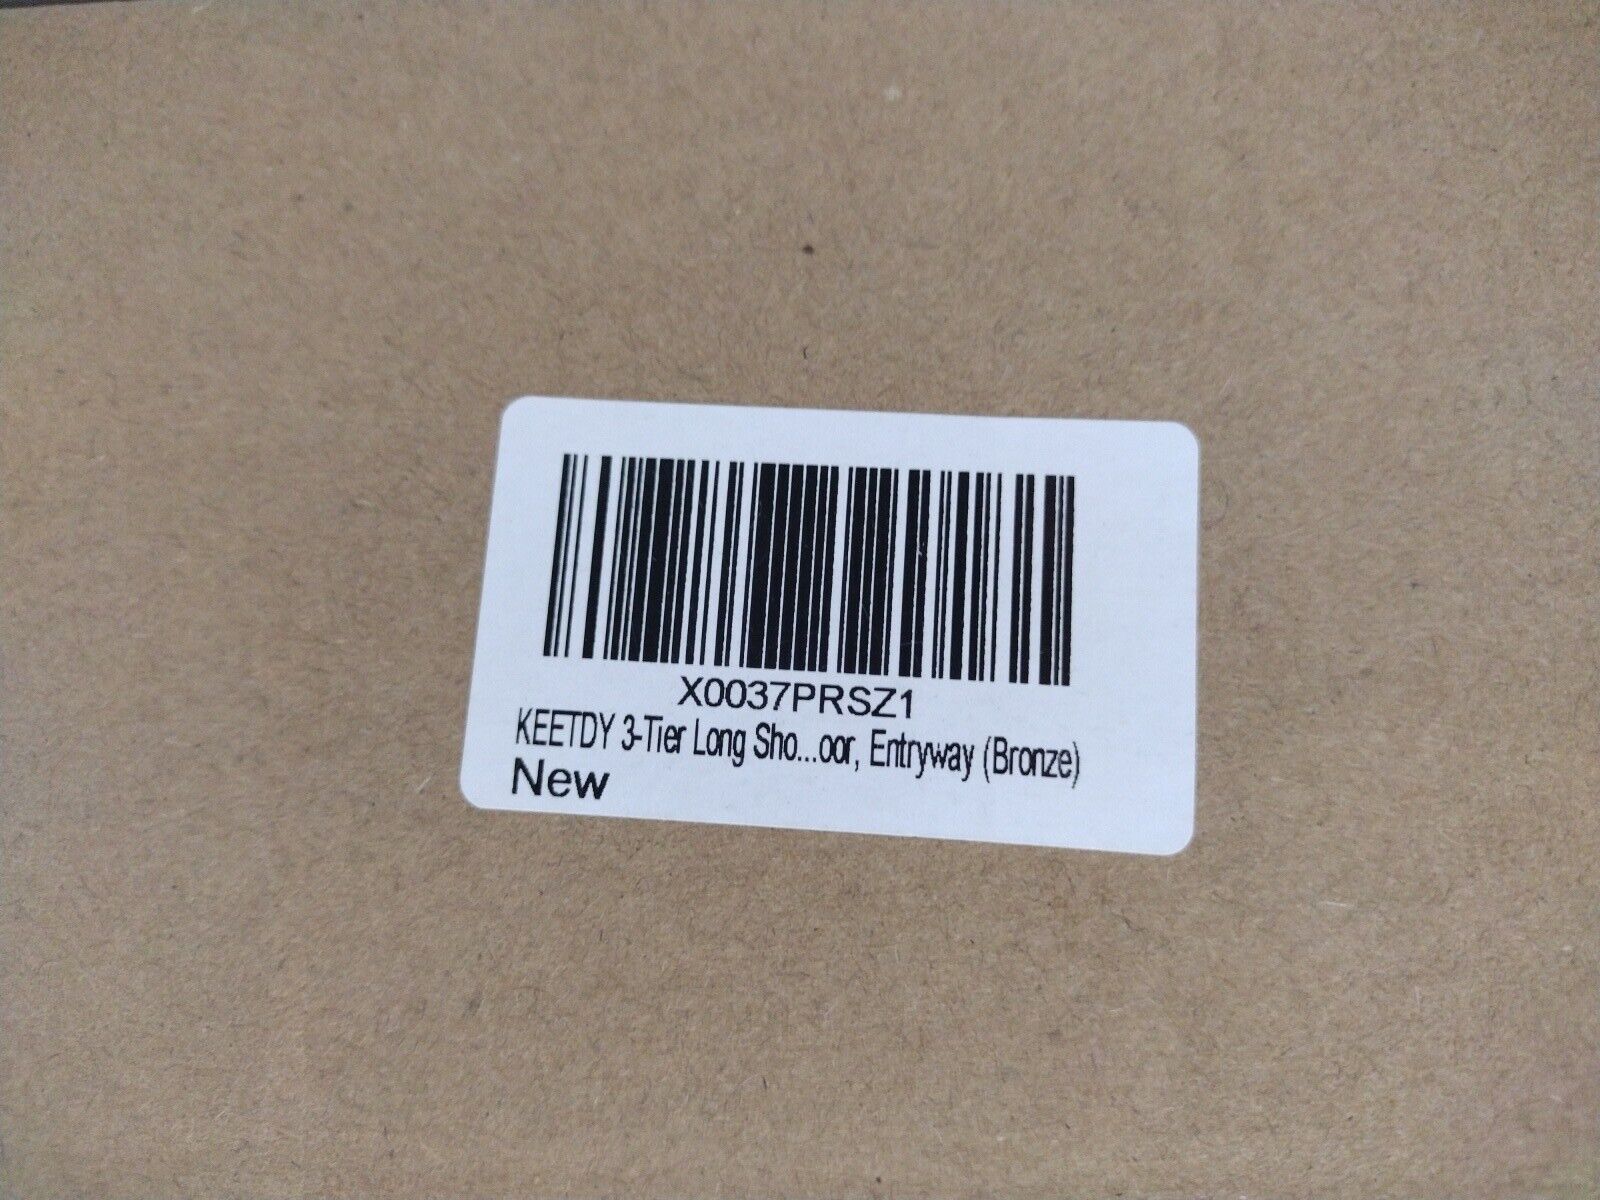 X0037PRSZ1
KEETDY 3-Tier Long Sho...oor, Entryway (Bronze)
New